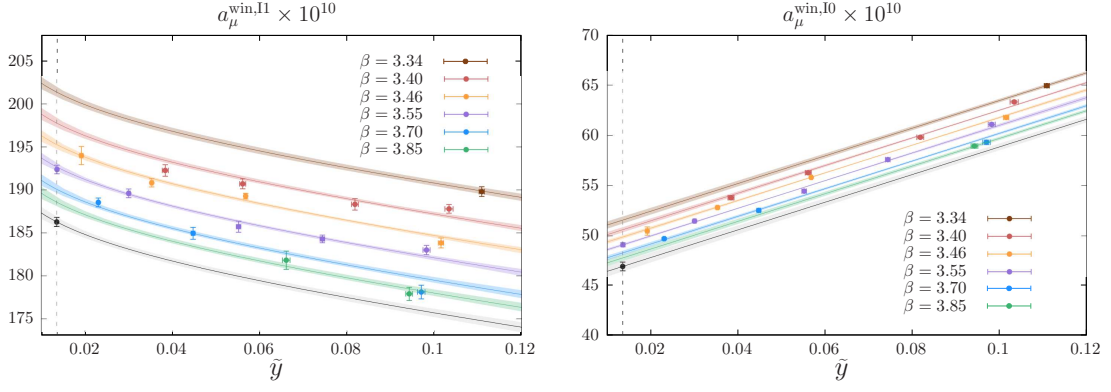 a_μ^{win,I1} × 10^{10}
205
200
195
190
185
180
175
0.02 0.04 0.06 0.08 0.1 0.12
ỹ
β = 3.34
β = 3.40
β = 3.46
β = 3.55
β = 3.70
β = 3.85
a_μ^{win,I0} × 10^{10}
70
65
60
55
50
45
40
0.02 0.04 0.06 0.08 0.1 0.12
ỹ
β = 3.34
β = 3.40
β = 3.46
β = 3.55
β = 3.70
β = 3.85